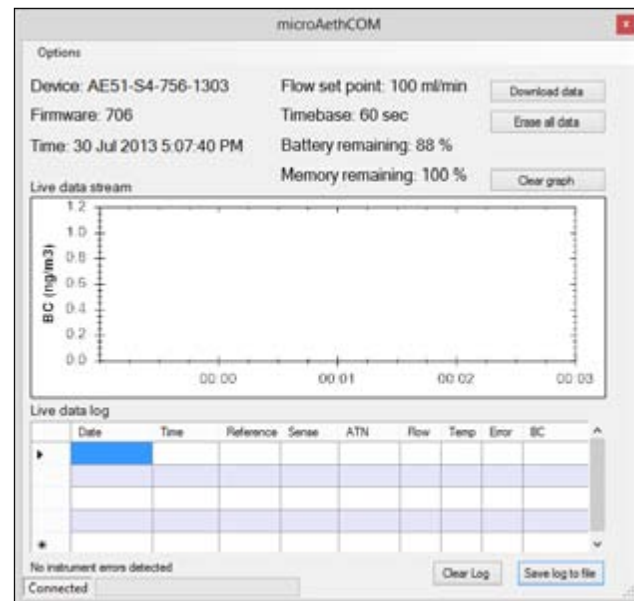 microAethCOM
x
Options
Device: AE51-S4-756-1303
Flow set point: 100 ml/min
Download data
Firmware: 706
Timebase: 60 sec
Erase all data
Time: 30 Jul 2013 5:07:40 PM
Battery remaining: 88 %
Memory remaining: 100 %
Clear graph
Live data stream
BC (ng/m3)
1.2
1.0
0.8
0.6
0.4
0.2
0.0
00:00 00:01 00:02 00:03
Live data log
Date Time Reference Sense ATN Flow Temp Error BC
No instrument errors detected
Clear Log
Save log to file
Connected